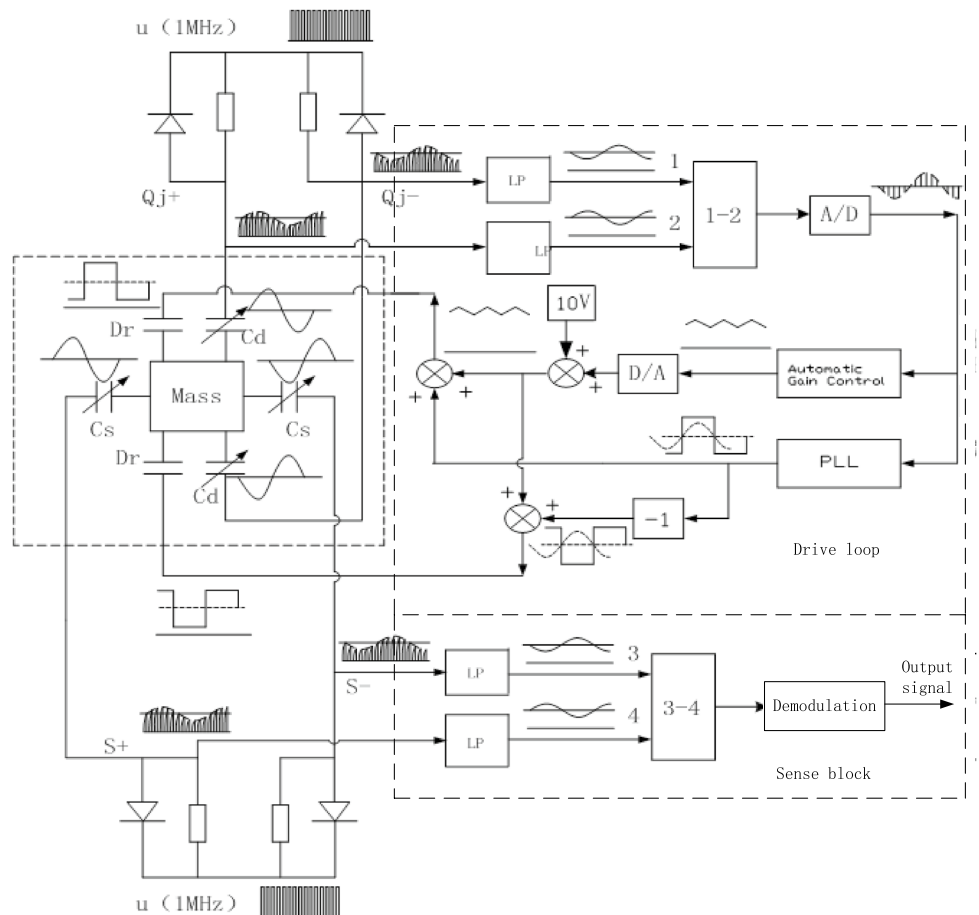 u (1MHz)
Qj+
Qj-
LP
1
LP
2
1-2
A/D
10V
Dr
Cd
Mass
Cs
Cs
Dr
Cd
+
+
D/A
Automatic
Gain Control
+
+
PLL
+
+
-1
Drive loop
S-
LP
3
S+
LP
4
3-4
Demodulation
Output
signal
Sense block
u (1MHz)